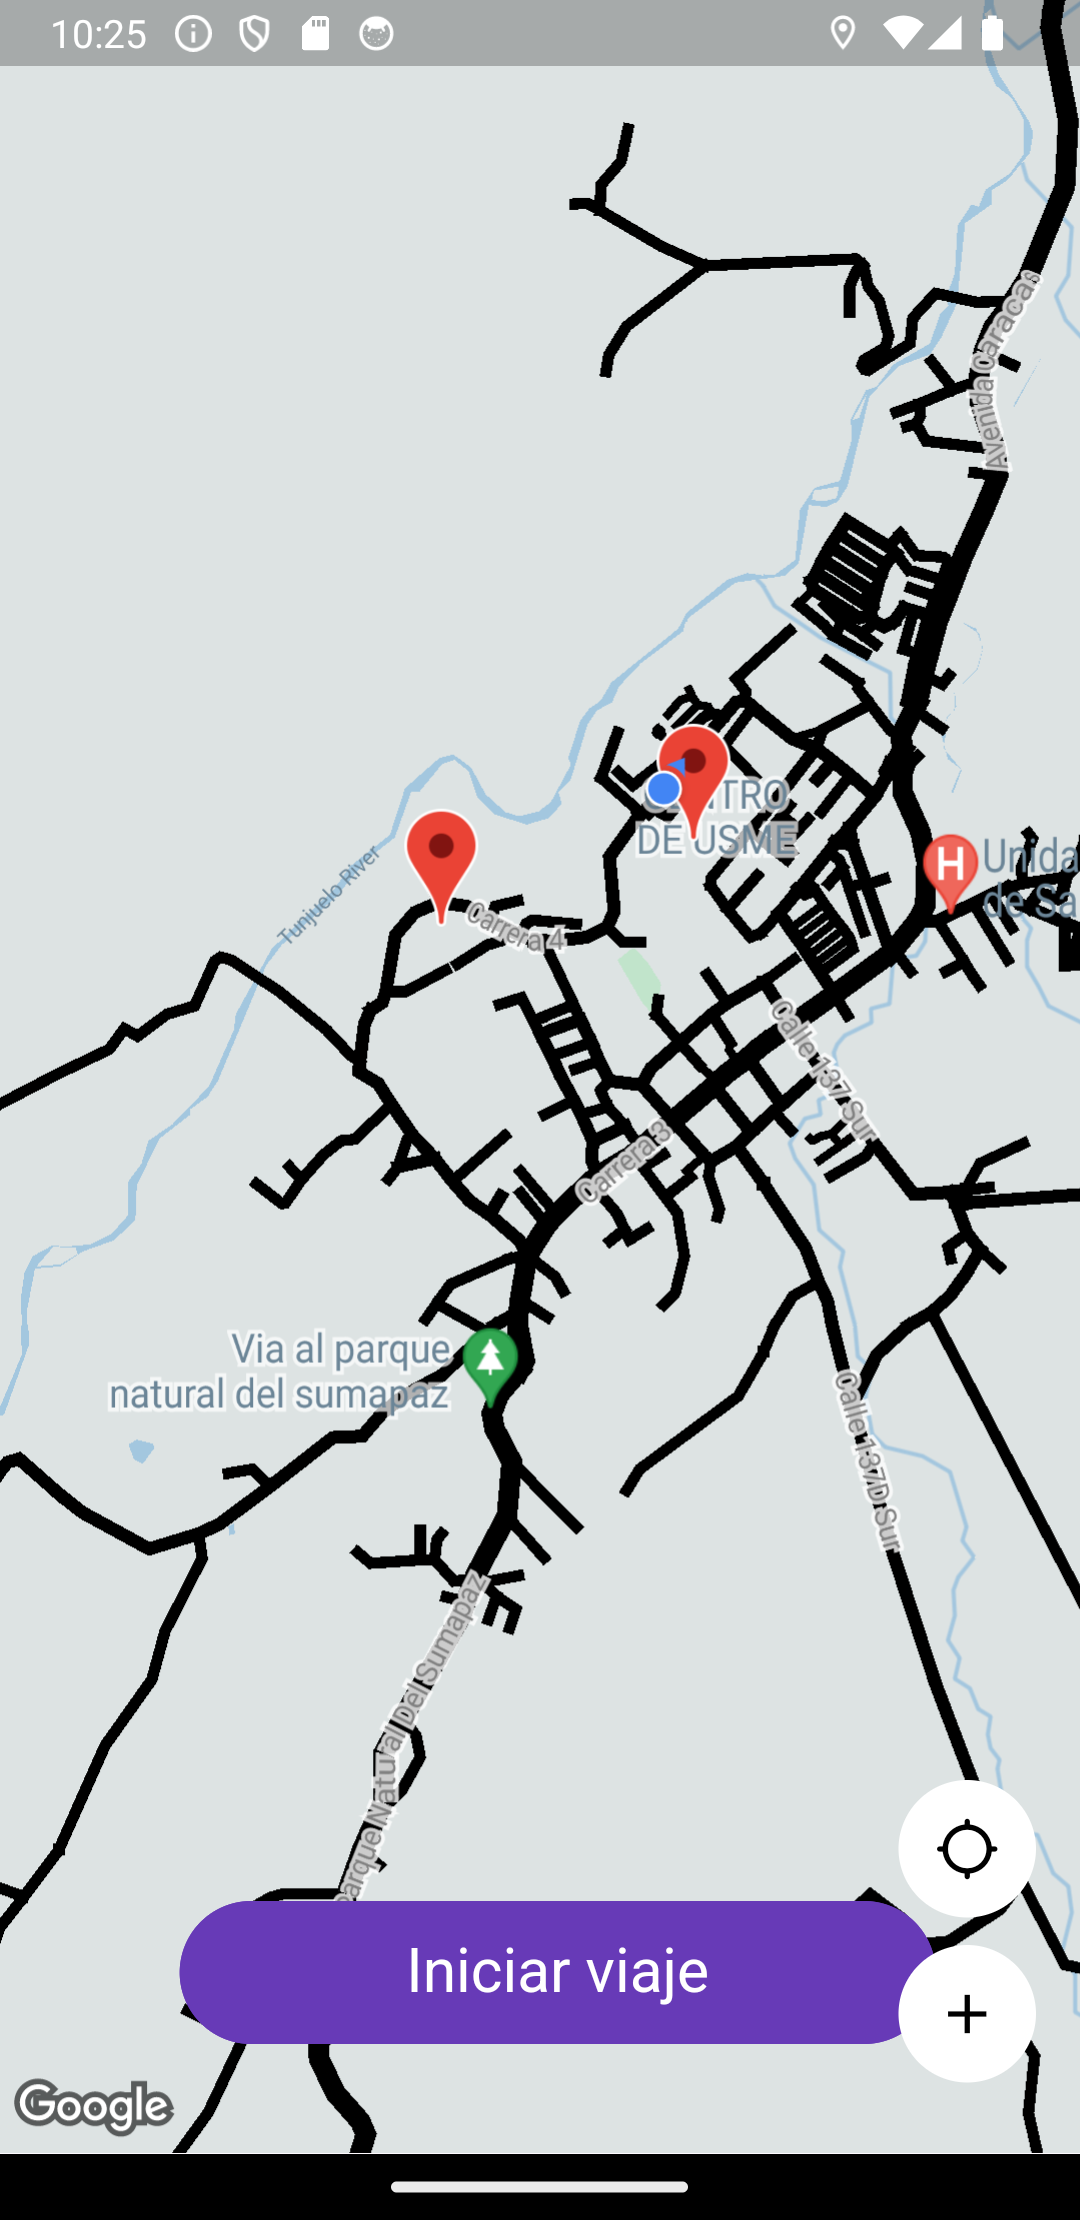 10:25
Avenida Caracas
DE USME
Unida
de Sa
Tunjuelo River
Carrera 4
Calle 137 Sur
Carrera 3
Via al parque
natural del sumapaz
Calle 137D Sur
Parque Natural Del Sumapaz
Iniciar viaje
Google